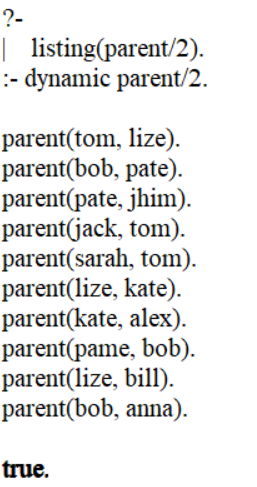 ?-
|    listing(parent/2).
:- dynamic parent/2.
parent(tom, lize).
parent(bob, pate).
parent(pate, jhim).
parent(jack, tom).
parent(sarah, tom).
parent(lize, kate).
parent(kate, alex).
parent(pame, bob).
parent(lize, bill).
parent(bob, anna).
true.